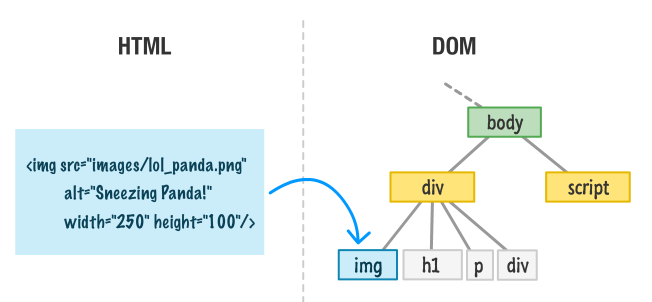 HTML
DOM
<img src="images/lol_panda.png"
alt="Sneezing Panda!"
width="250" height="100"/>
body
div
script
img
h1
p
div